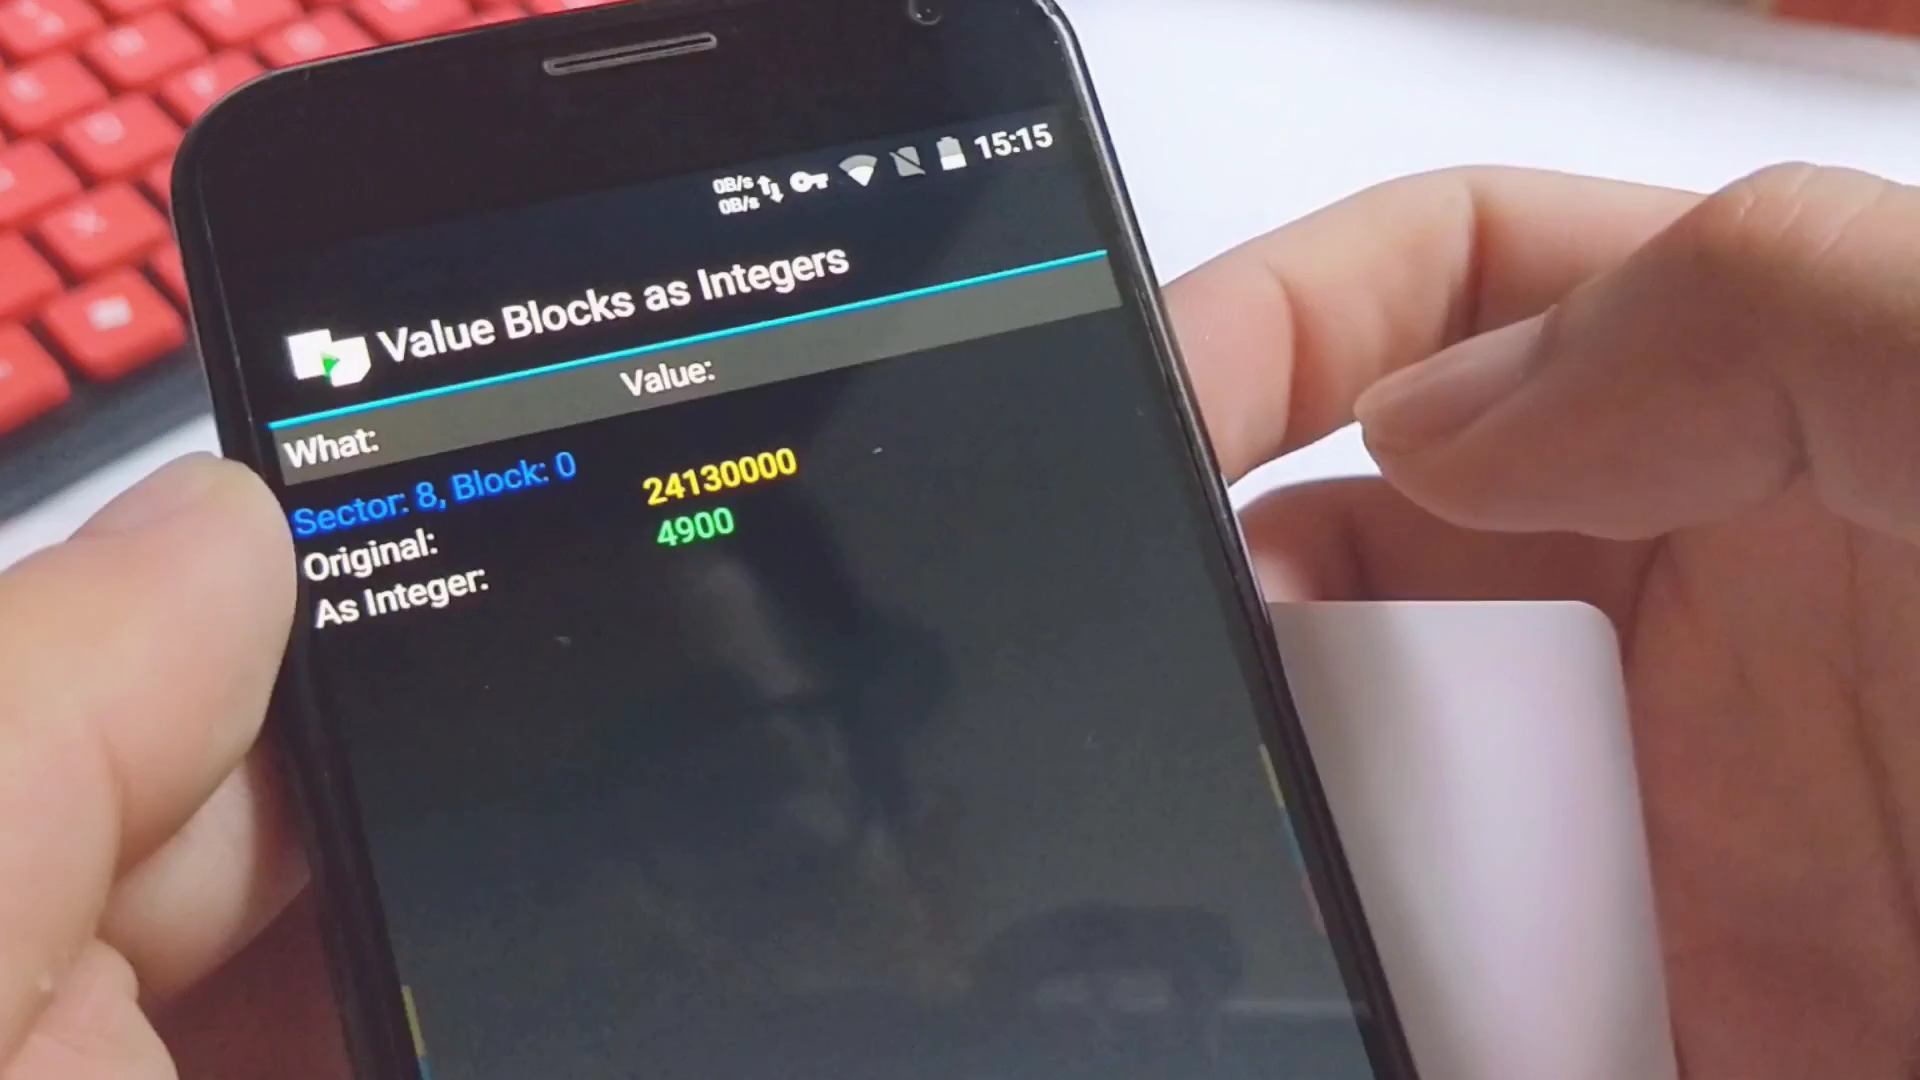 0B/s
0B/s
15:15
Value Blocks as Integers
What:
Value:
Sector: 8, Block: 0
Original:
24130000
As Integer:
4900